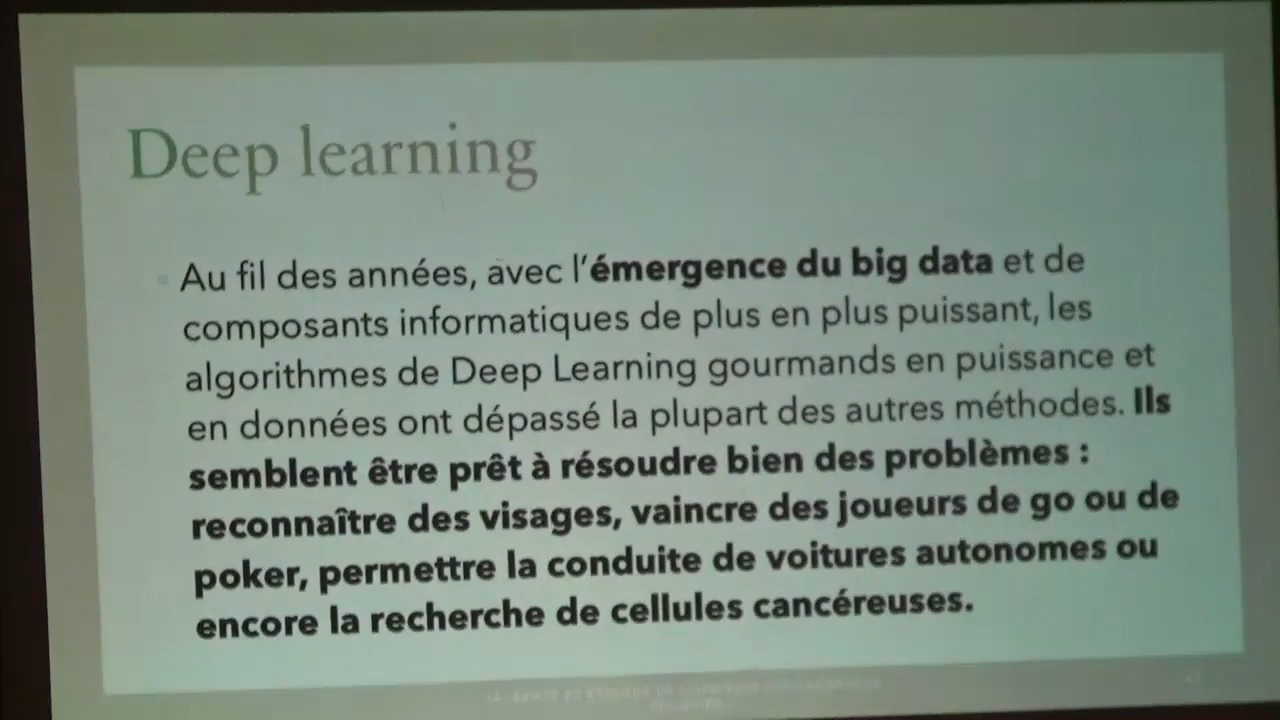 Deep learning
Au fil des années, avec l'émergence du big data et de
composants informatiques de plus en plus puissant, les
algorithmes de Deep Learning gourmands en puissance et
en données ont dépassé la plupart des autres méthodes. Ils
semblent être prêt à résoudre bien des problèmes :
reconnaître des visages, vaincre des joueurs de go ou de
poker, permettre la conduite de voitures autonomes ou
encore la recherche de cellules cancéreuses.